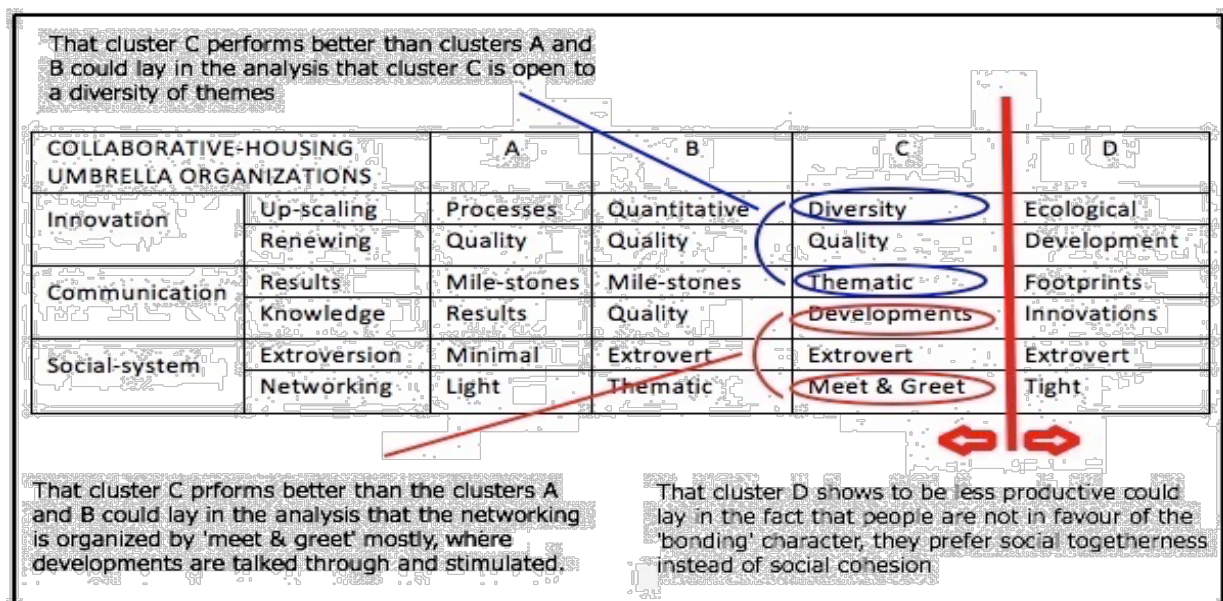 That cluster C performs better than clusters A and
B could lay in the analysis that cluster C is open to
a diversity of themes
COLLABORATIVE-HOUSING UMBRELLA ORGANIZATIONS A B C D
Innovation Up-scaling Processes Quantitative Diversity Ecological
Renewing Quality Quality Quality Development
Communication Results Mile-stones Mile-stones Thematic Footprints
Knowledge Results Quality Developments Innovations
Social-system Extroversion Minimal Extrovert Extrovert Extrovert
Networking Light Thematic Meet & Greet Tight
That cluster C prforms better than the clusters A
and B could lay in the analysis that the networking
is organized by 'meet & greet' mostly, where
developments are talked through and stimulated.
That cluster D shows to be less productive could
lay in the fact that people are not in favour of the
'bonding' character, they prefer social togetherness
instead of social cohesion